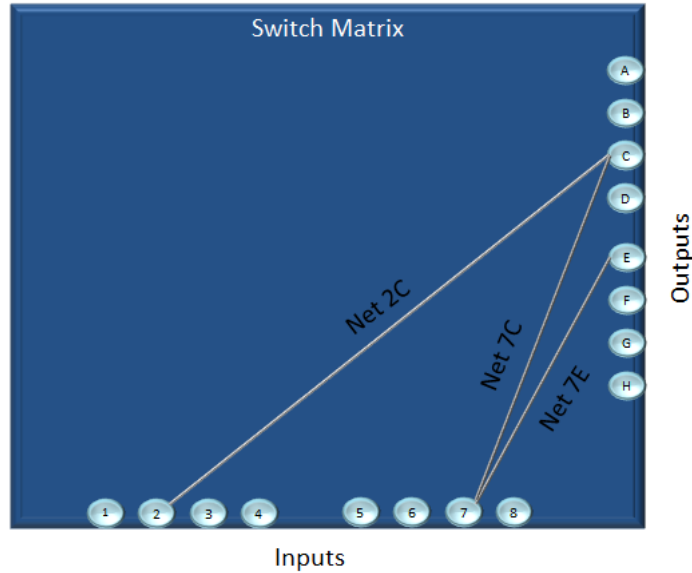 Switch Matrix
A
B
C
D
E
F
G
H
Outputs
Net 2C
Net 7C
Net 7E
1 2 3 4 5 6 7 8
Inputs